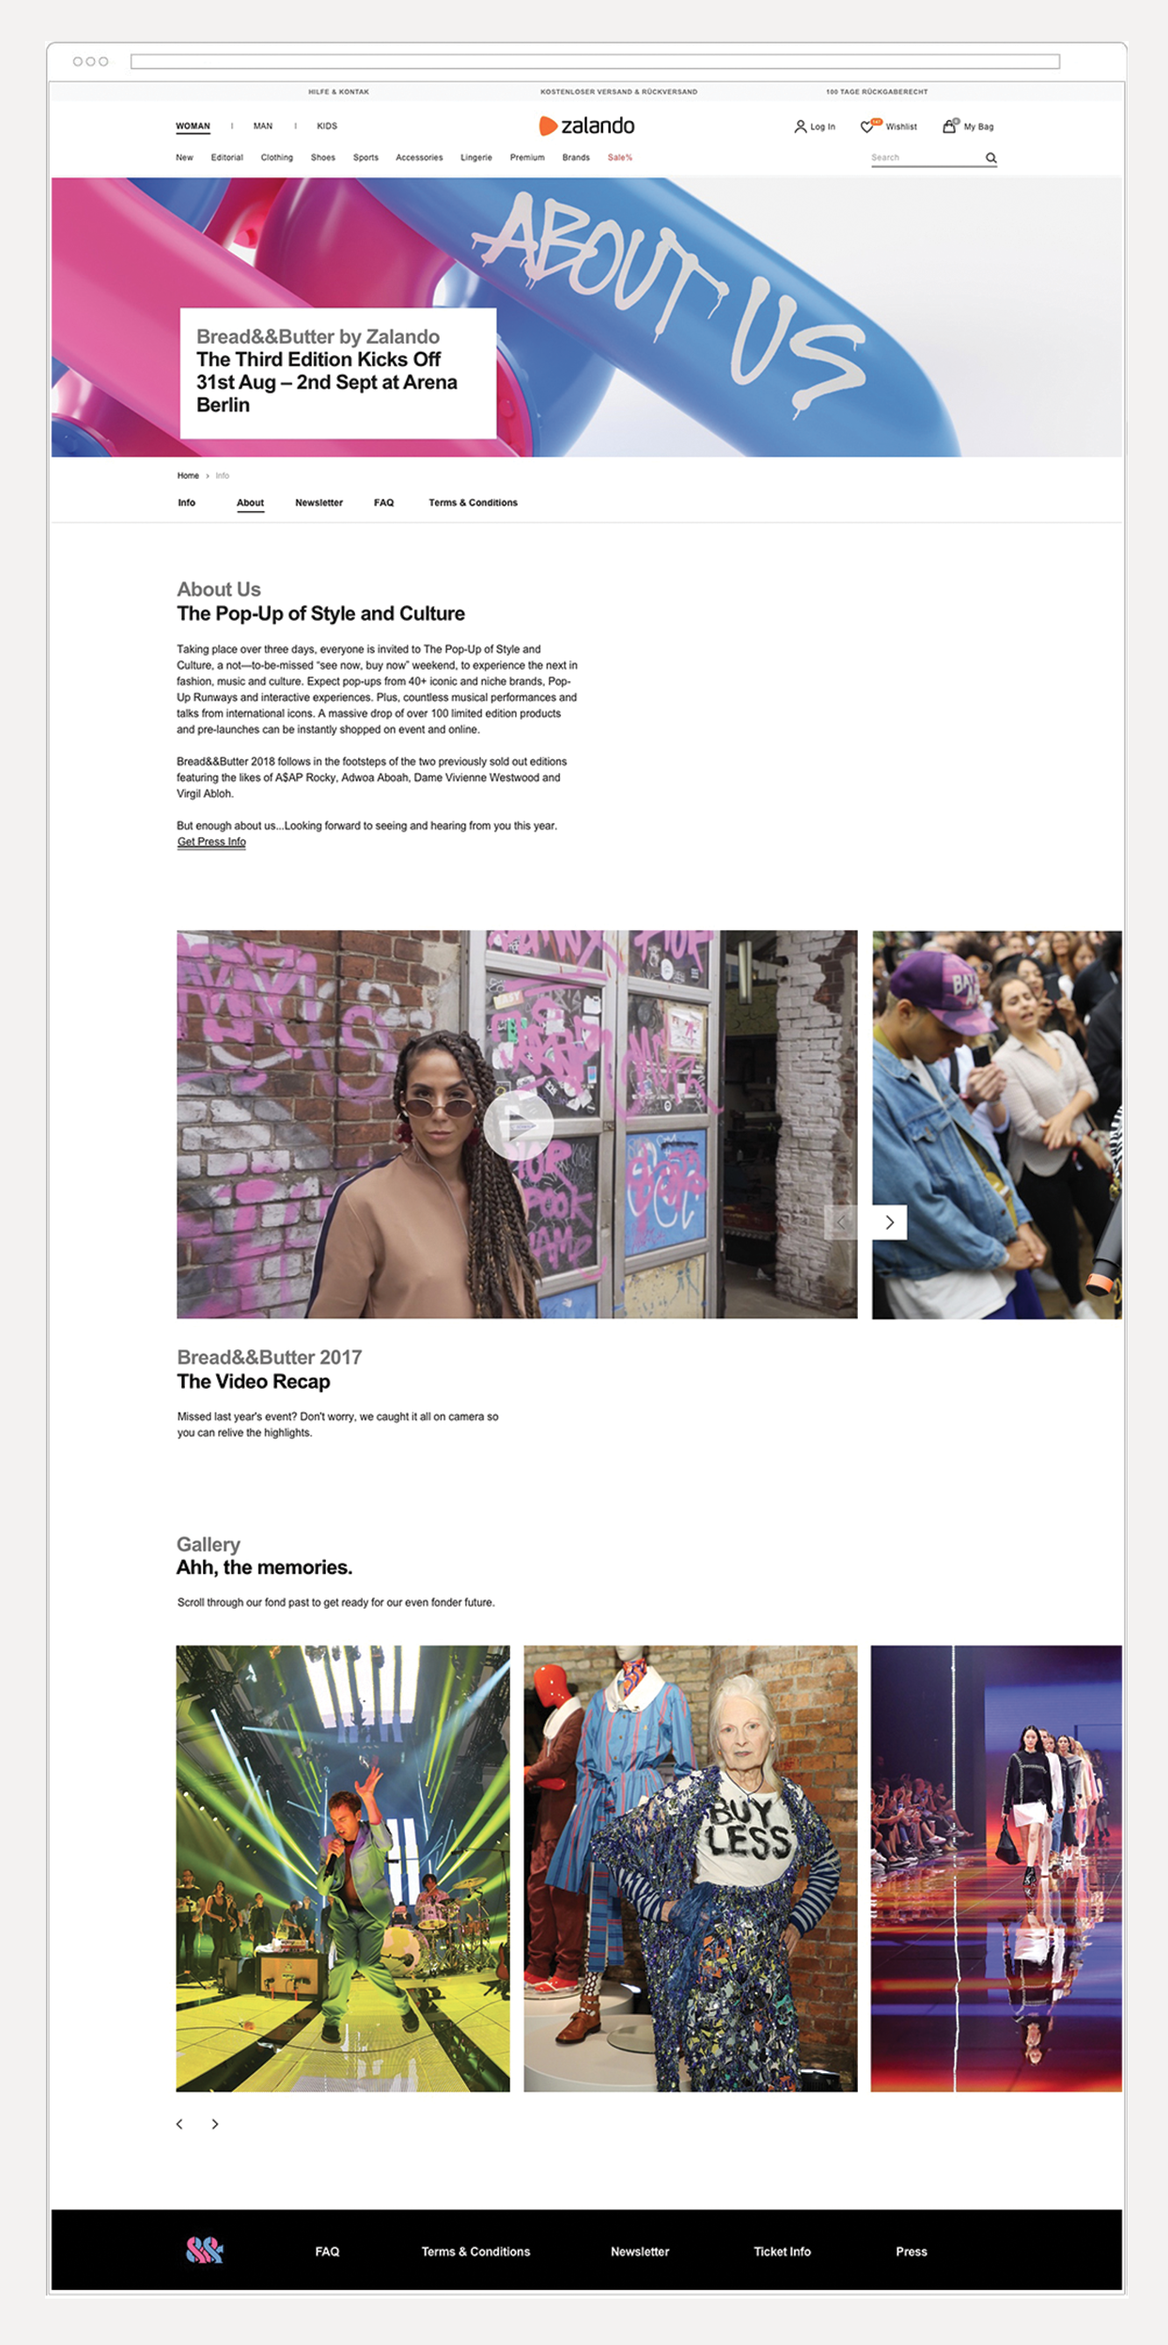 HILFE & KONTAK
KOSTENLOSER VERSAND & RÜCKVERSAND
100 TAGE RÜCKGABERECHT
WOMAN | MAN | KIDS
zalando
Log In
Wishlist
My Bag
New Editorial Clothing Shoes Sports Accessories Lingerie Premium Brands Sale%
Search
ABOUT US
Bread&&Butter by Zalando
The Third Edition Kicks Off
31st Aug – 2nd Sept at Arena
Berlin
Home > Info
Info About Newsletter FAQ Terms & Conditions
About Us
The Pop-Up of Style and Culture
Taking place over three days, everyone is invited to The Pop-Up of Style and
Culture, a not—to-be-missed “see now, buy now” weekend, to experience the next in
fashion, music and culture. Expect pop-ups from 40+ iconic and niche brands, Pop-
Up Runways and interactive experiences. Plus, countless musical performances and
talks from international icons. A massive drop of over 100 limited edition products
and pre-launches can be instantly shopped on event and online.
Bread&&Butter 2018 follows in the footsteps of the two previously sold out editions
featuring the likes of A$AP Rocky, Adwoa Aboah, Dame Vivienne Westwood and
Virgil Abloh.
But enough about us...Looking forward to seeing and hearing from you this year.
Get Press Info
Bread&&Butter 2017
The Video Recap
Missed last year's event? Don't worry, we caught it all on camera so
you can relive the highlights.
Gallery
Ahh, the memories.
Scroll through our fond past to get ready for our even fonder future.
BUY
LESS
&&
FAQ
Terms & Conditions
Newsletter
Ticket Info
Press